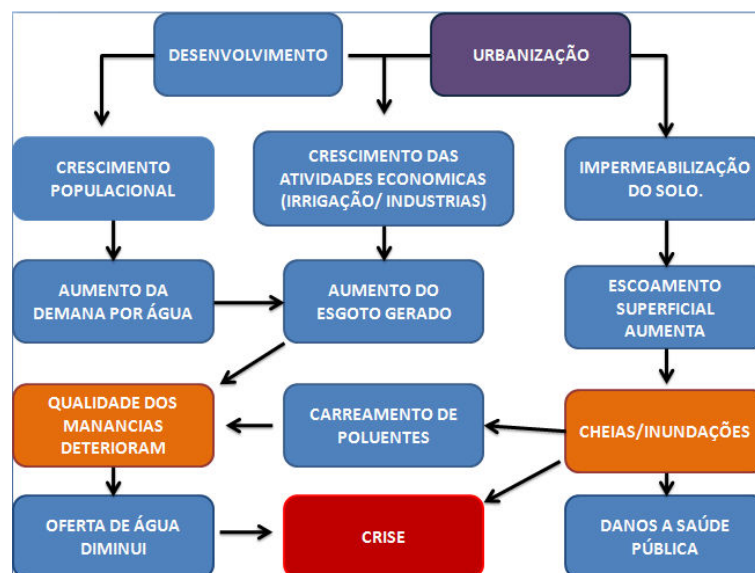 DESENVOLVIMENTO
URBANIZAÇÃO
CRESCIMENTO
POPULACIONAL
CRESCIMENTO DAS
ATIVIDADES ECONOMICAS
(IRRIGAÇÃO/ INDUSTRIAS)
IMPERMEABILIZAÇÃO
DO SOLO.
AUMENTO DA
DEMANA POR ÁGUA
AUMENTO DO
ESGOTO GERADO
ESCOAMENTO
SUPERFICIAL
AUMENTA
QUALIDADE DOS
MANANCIAS
DETERIORAM
CARREAMENTO DE
POLUENTES
CHEIAS/INUNDAÇÕES
OFERTA DE ÁGUA
DIMINUI
CRISE
DANOS A SAÚDE
PÚBLICA